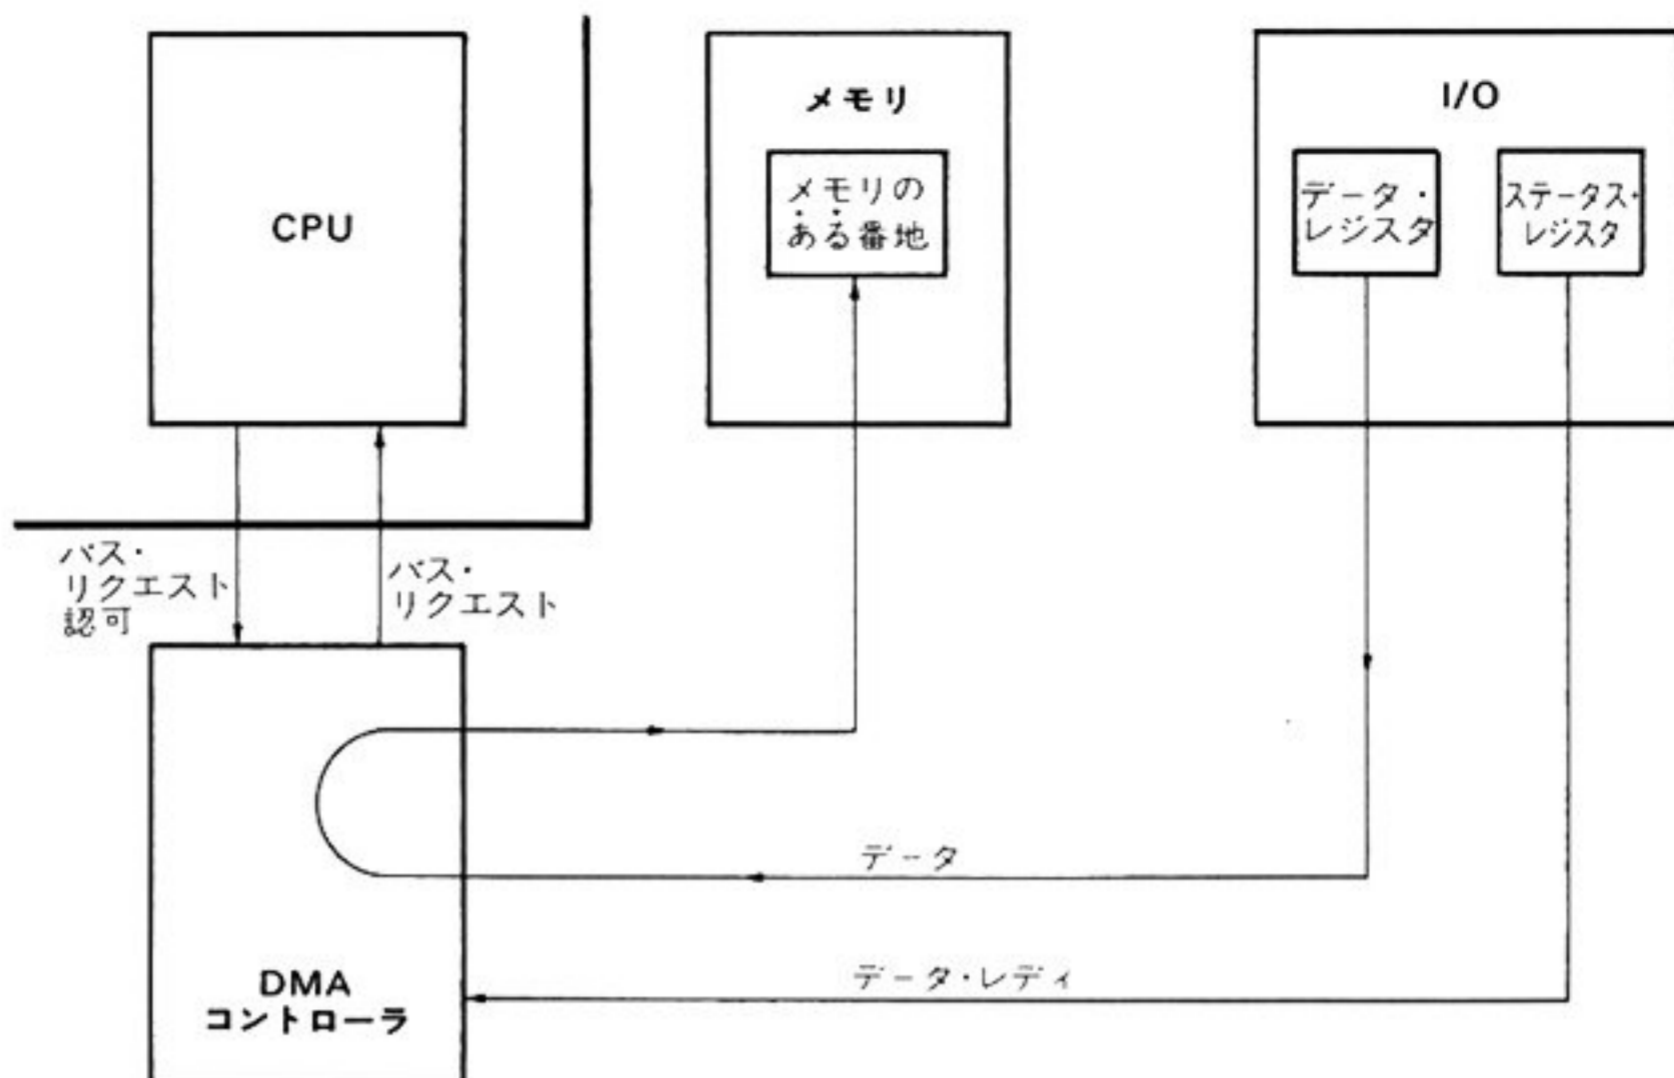 CPU
メモリ
メモリの
ある番地
I/O
データ・
レジスタ
ステータス・
レジスタ
バス・
リクエスト
認可
バス・
リクエスト
データ
データ・レディ
DMA
コントローラ